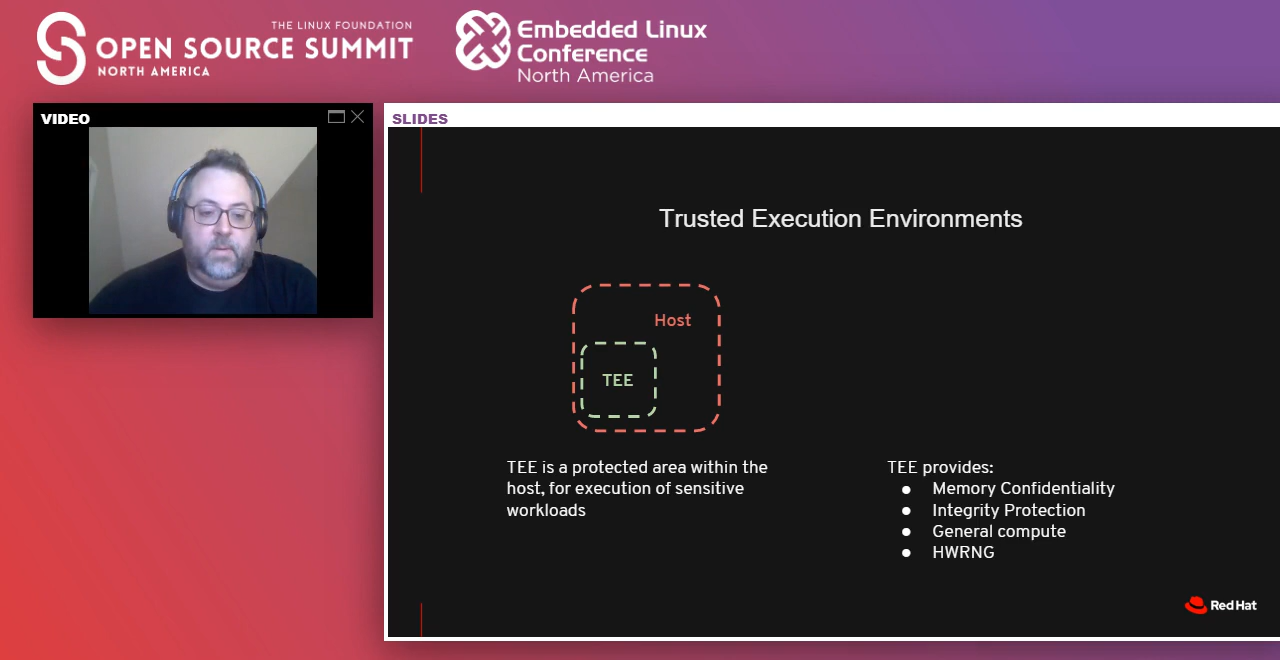 THE LINUX FOUNDATION
OPEN SOURCE SUMMIT
NORTH AMERICA
Embedded Linux
Conference
North America
VIDEO
SLIDES
Trusted Execution Environments
Host
TEE
TEE is a protected area within the
host, for execution of sensitive
workloads
TEE provides:
● Memory Confidentiality
● Integrity Protection
● General compute
● HWRNG
Red Hat